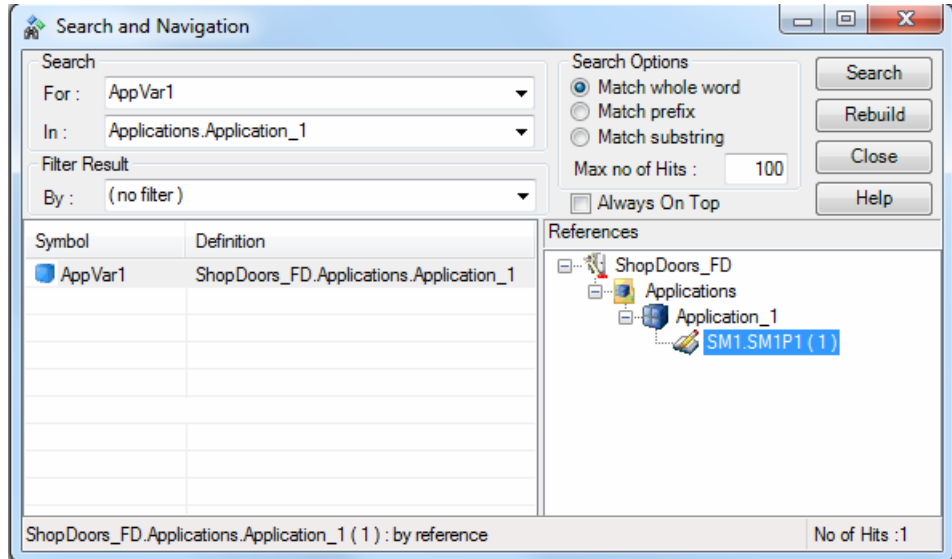 Search and Navigation
Search
For :
AppVar1
In :
Applications.Application_1
Filter Result
By :
( no filter )
Search Options
Match whole word
Match prefix
Match substring
Max no of Hits :
100
Always On Top
Search
Rebuild
Close
Help
Symbol
Definition
AppVar1
ShopDoors_FD.Applications.Application_1
References
ShopDoors_FD
Applications
Application_1
SM1.SM1P1 ( 1 )
ShopDoors_FD.Applications.Application_1 ( 1 ) : by reference
No of Hits :1